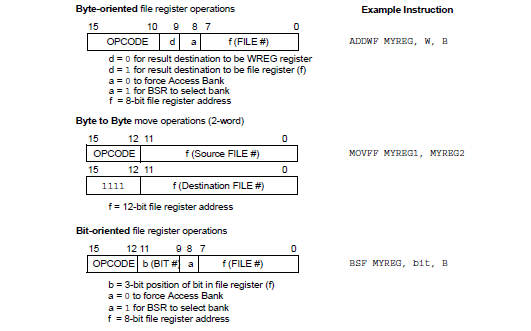 Byte-oriented file register operations Example Instruction
15 10 9 8 7 0
OPCODE d a f (FILE #) ADDWF MYREG, W, B
d = 0 for result destination to be WREG register
d = 1 for result destination to be file register (f)
a = 0 to force Access Bank
a = 1 for BSR to select bank
f = 8-bit file register address
Byte to Byte move operations (2-word)
15 12 11 0
OPCODE f (Source FILE #) MOVFF MYREG1, MYREG2
15 12 11 0
1111 f (Destination FILE #)
f = 12-bit file register address
Bit-oriented file register operations
15 12 11 9 8 7 0
OPCODE b (BIT #) a f (FILE #) BSF MYREG, bit, B
b = 3-bit position of bit in file register (f)
a = 0 to force Access Bank
a = 1 for BSR to select bank
f = 8-bit file register address